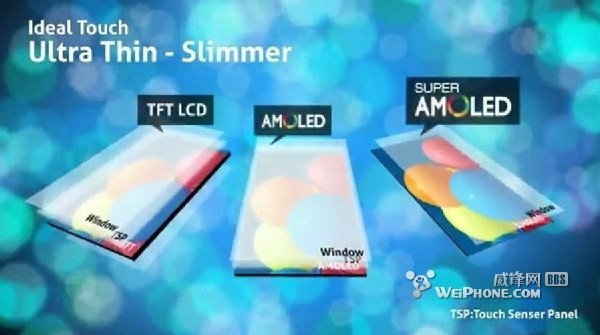 Ideal Touch
Ultra Thin - Slimmer
TFT LCD
AMOLED
SUPER
AMOLED
Window
TSP
Window
TSP
AMOLED
Window
威锋网 BBS
WEIPHONE.COM
TSP:Touch Senser Panel